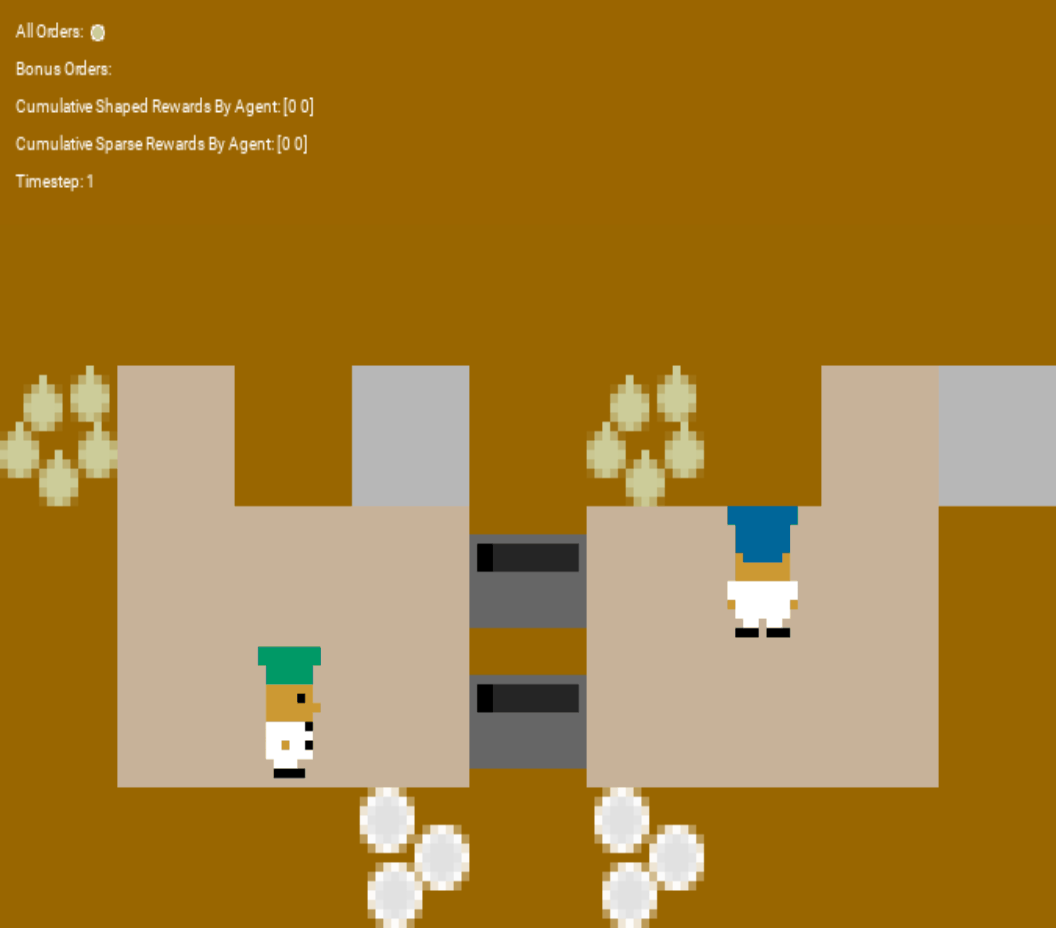 All Orders:
Bonus Orders:
Cumulative Shaped Rewards By Agent: [0 0]
Cumulative Sparse Rewards By Agent: [0 0]
Timestep: 1